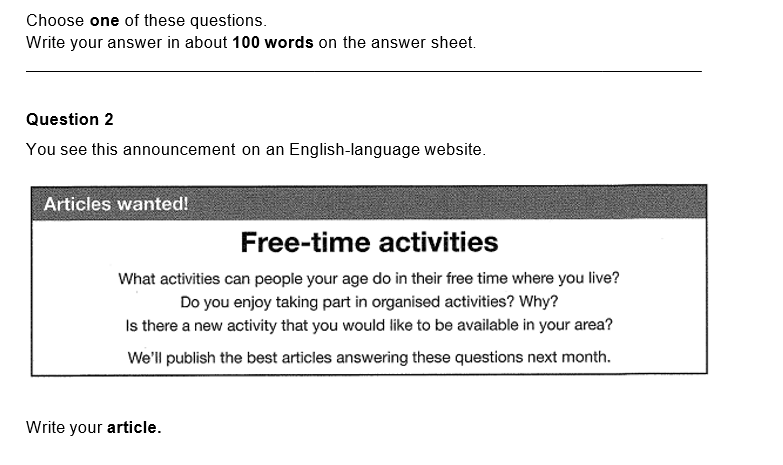 Choose one of these questions.
Write your answer in about 100 words on the answer sheet.
Question 2
You see this announcement on an English-language website.
Articles wanted!
Free-time activities
What activities can people your age do in their free time where you live?
Do you enjoy taking part in organised activities? Why?
Is there a new activity that you would like to be available in your area?
We'll publish the best articles answering these questions next month.
Write your article.